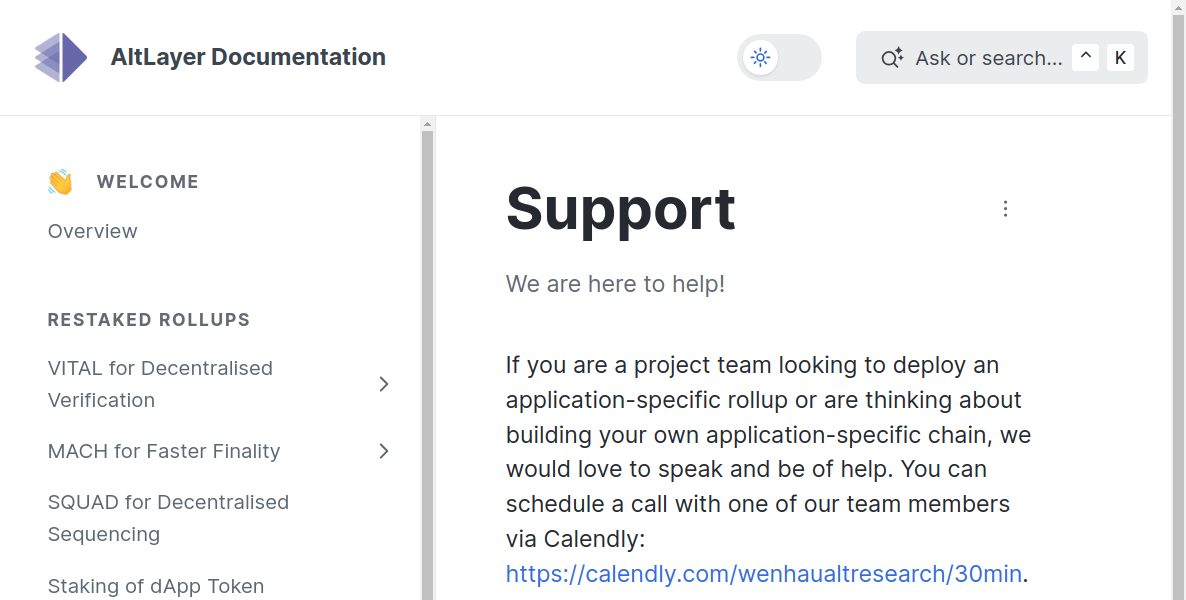 AltLayer Documentation
Ask or search... ^ K
WELCOME
Overview
RESTAKED ROLLUPS
VITAL for Decentralised
Verification
MACH for Faster Finality
SQUAD for Decentralised
Sequencing
Staking of dApp Token
Support
We are here to help!
If you are a project team looking to deploy an
application-specific rollup or are thinking about
building your own application-specific chain, we
would love to speak and be of help. You can
schedule a call with one of our team members
via Calendly:
https://calendly.com/wenhaualtresearch/30min.